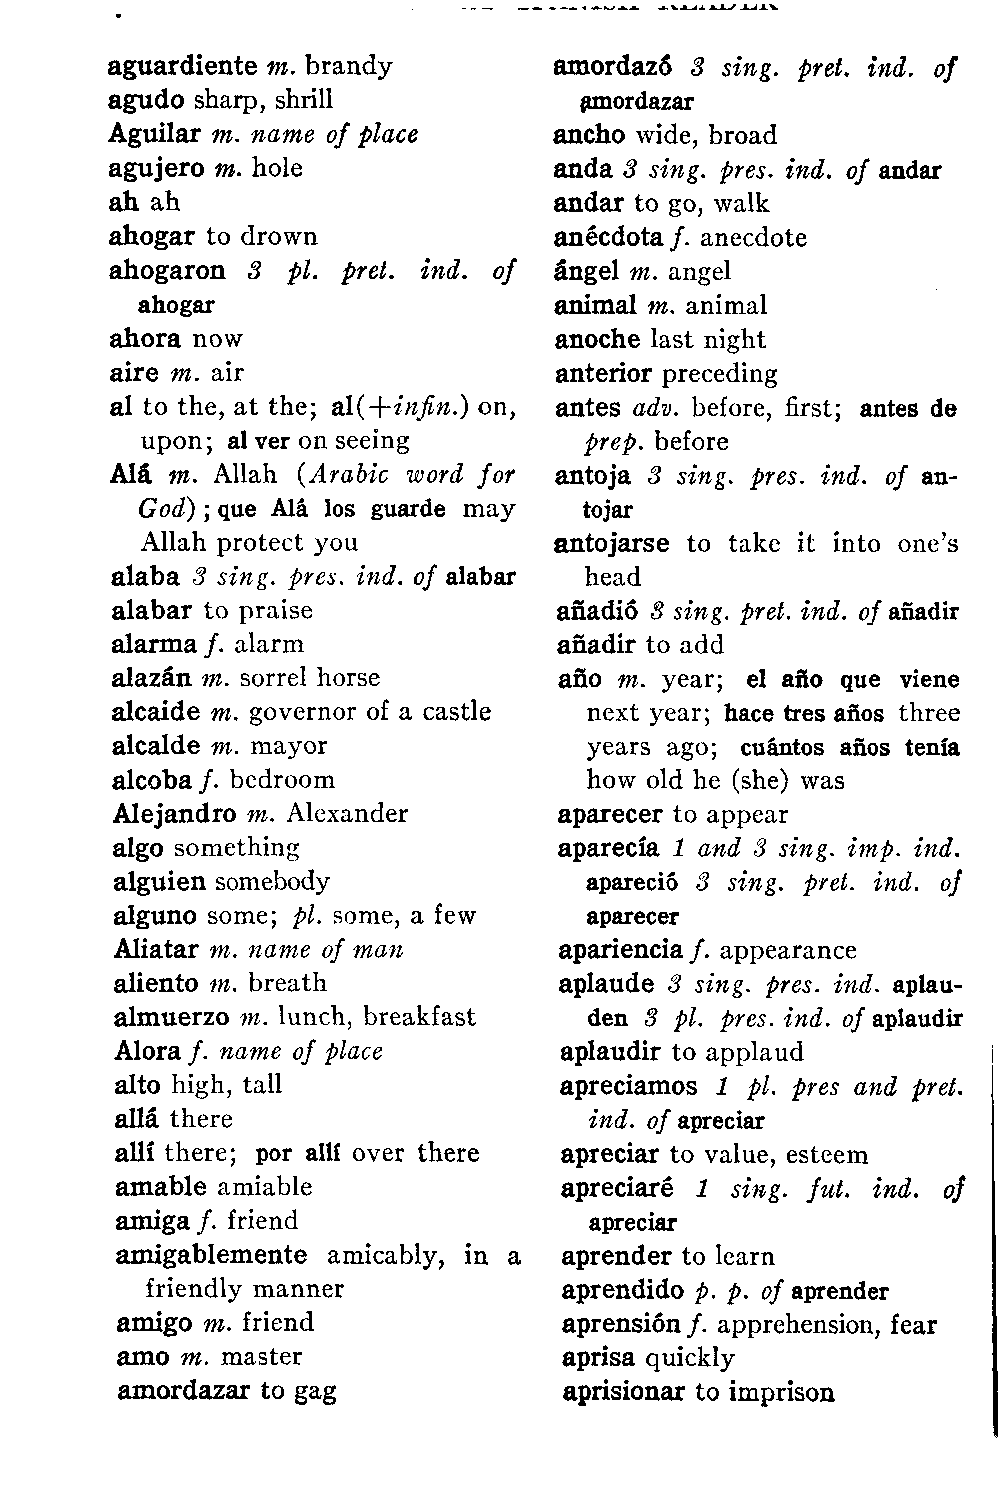 aguardiente m. brandy
agudo sharp, shrill
Aguilar m. name of place
agujero m. hole
ah ah
ahogar to drown
ahogaron 3 pl. pret. ind. of
ahogar
ahora now
aire m. air
al to the, at the; al(+infin.) on,
upon; al ver on seeing
Alá m. Allah (Arabic word for
God); que Alá los guarde may
Allah protect you
alaba 3 sing. pres. ind. of alabar
alabar to praise
alarma f. alarm
alazán m. sorrel horse
alcaide m. governor of a castle
alcalde m. mayor
alcoba f. bedroom
Alejandro m. Alexander
algo something
alguien somebody
alguno some; pl. some, a few
Aliatar m. name of man
aliento m. breath
almuerzo m. lunch, breakfast
Alora f. name of place
alto high, tall
allá there
allí there; por allí over there
amable amiable
amiga f. friend
amigablemente amicably, in a
friendly manner
amigo m. friend
amo m. master
amordazar to gag
amordazó 3 sing. pret. ind. of
amordazar
ancho wide, broad
anda 3 sing. pres. ind. of andar
andar to go, walk
anécdota f. anecdote
ángel m. angel
animal m. animal
anoche last night
anterior preceding
antes adv. before, first; antes de
prep. before
antoja 3 sing. pres. ind. of an-
tojar
antojarse to take it into one's
head
añadió 3 sing. pret. ind. of añadir
añadir to add
año m. year; el año que viene
next year; hace tres años three
years ago; cuántos años tenía
how old he (she) was
aparecer to appear
aparecía 1 and 3 sing. imp. ind.
apareció 3 sing. pret. ind. of
aparecer
apariencia f. appearance
aplaude 3 sing. pres. ind. aplau-
den 3 pl. pres. ind. of aplaudir
aplaudir to applaud
apreciamos 1 pl. pres and pret.
ind. of apreciar
apreciar to value, esteem
apreciaré 1 sing. fut. ind. of
apreciar
aprender to learn
aprendido p. p. of aprender
aprensión f. apprehension, fear
aprisa quickly
aprisionar to imprison